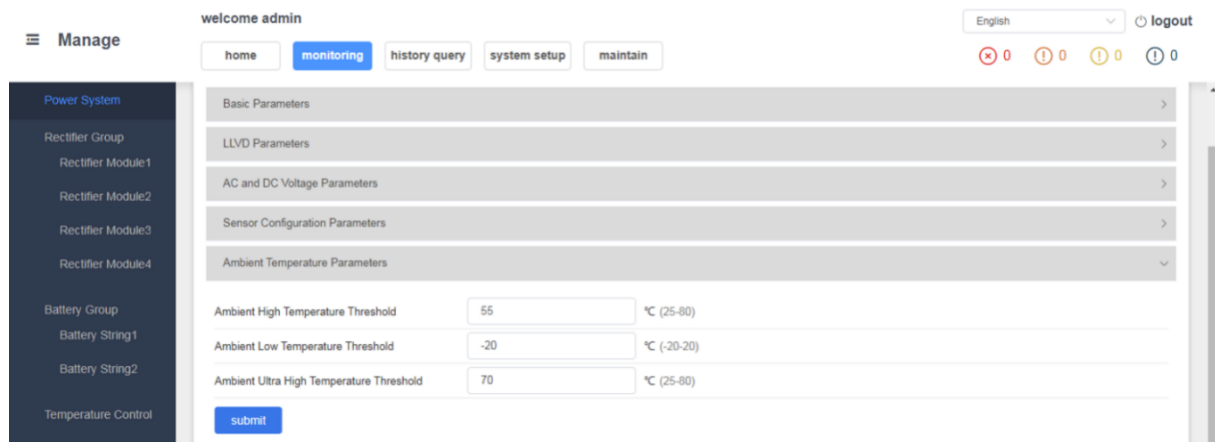 welcome admin
English
logout
Manage
home monitoring history query system setup maintain
0 0 0 0
Power System
Basic Parameters
Rectifier Group
LLVD Parameters
Rectifier Module1
AC and DC Voltage Parameters
Rectifier Module2
Sensor Configuration Parameters
Rectifier Module3
Ambient Temperature Parameters
Rectifier Module4
Battery Group
Ambient High Temperature Threshold 55 ℃ (25-80)
Battery String1
Ambient Low Temperature Threshold -20 ℃ (-20-20)
Battery String2
Ambient Ultra High Temperature Threshold 70 ℃ (25-80)
Temperature Control
submit